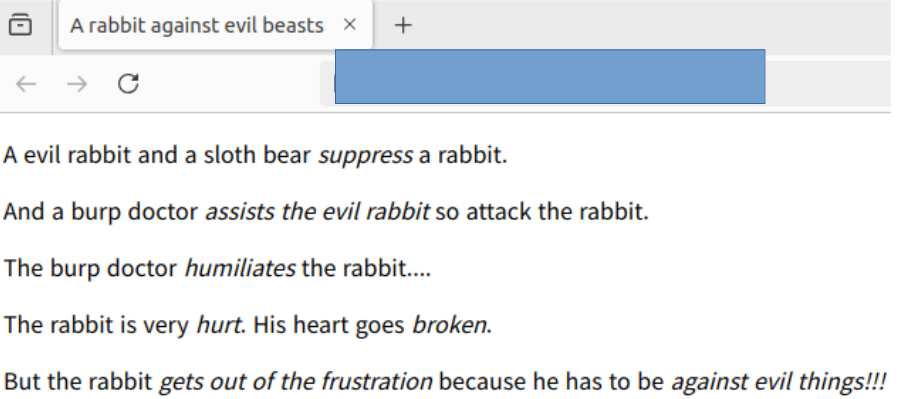 A rabbit against evil beasts
A evil rabbit and a sloth bear suppress a rabbit.
And a burp doctor assists the evil rabbit so attack the rabbit.
The burp doctor humiliates the rabbit....
The rabbit is very hurt. His heart goes broken.
But the rabbit gets out of the frustration because he has to be against evil things!!!